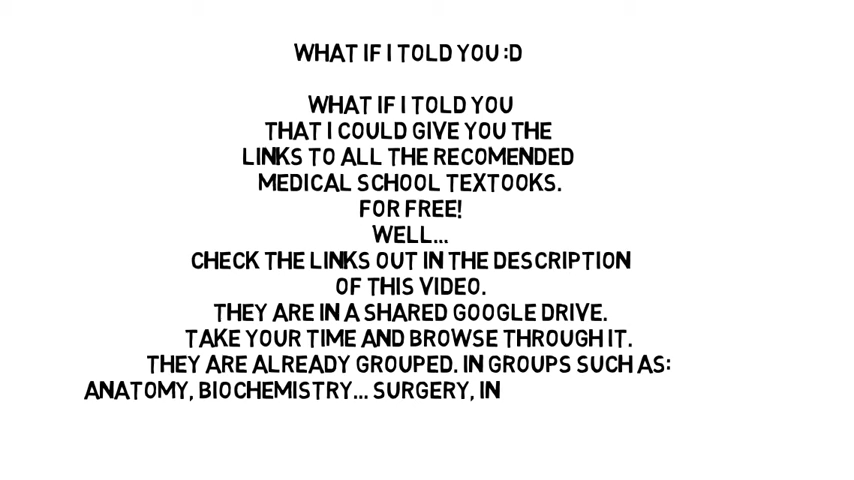 WHAT IF I TOLD YOU :D
WHAT IF I TOLD YOU
THAT I COULD GIVE YOU THE
LINKS TO ALL THE RECOMENDED
MEDICAL SCHOOL TEXTOOKS.
FOR FREE!
WELL...
CHECK THE LINKS OUT IN THE DESCRIPTION
OF THIS VIDEO.
THEY ARE IN A SHARED GOOGLE DRIVE.
TAKE YOUR TIME AND BROWSE THROUGH IT.
THEY ARE ALREADY GROUPED. IN GROUPS SUCH AS:
ANATOMY, BIOCHEMISTRY... SURGERY, IN